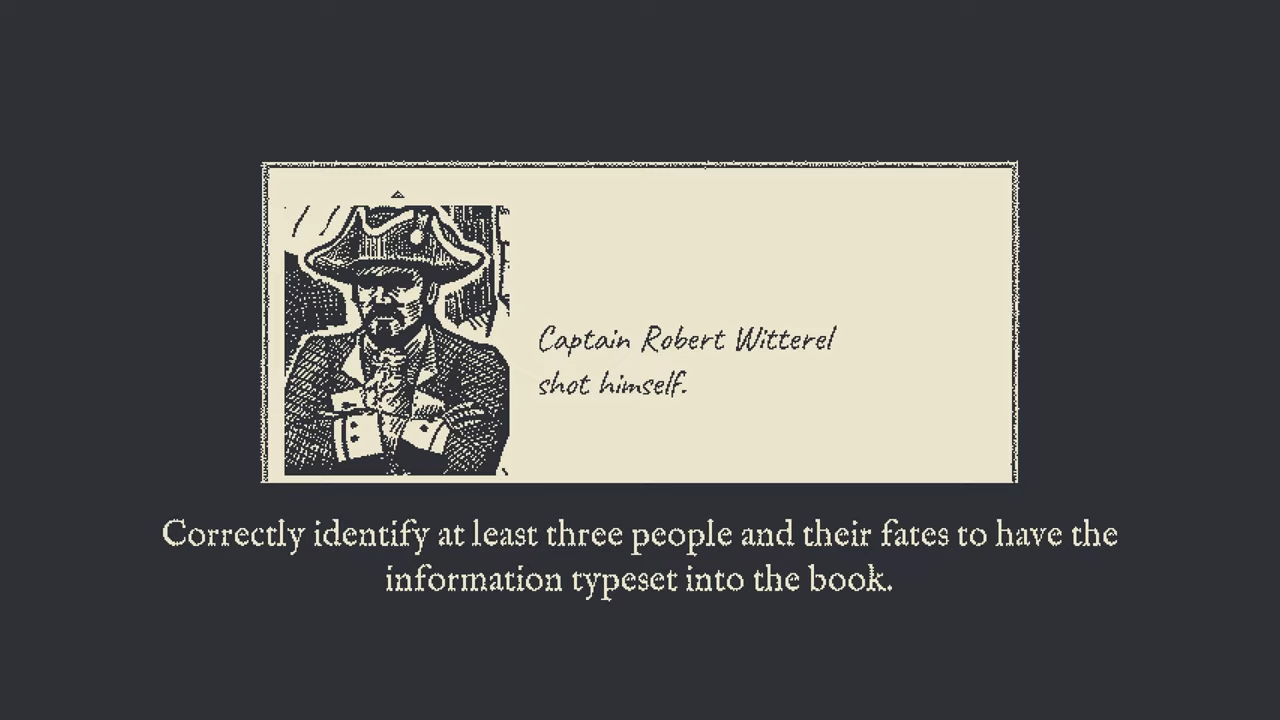 Captain Robert Witterel
shot himself.
Correctly identify at least three people and their fates to have the
information typeset into the book.